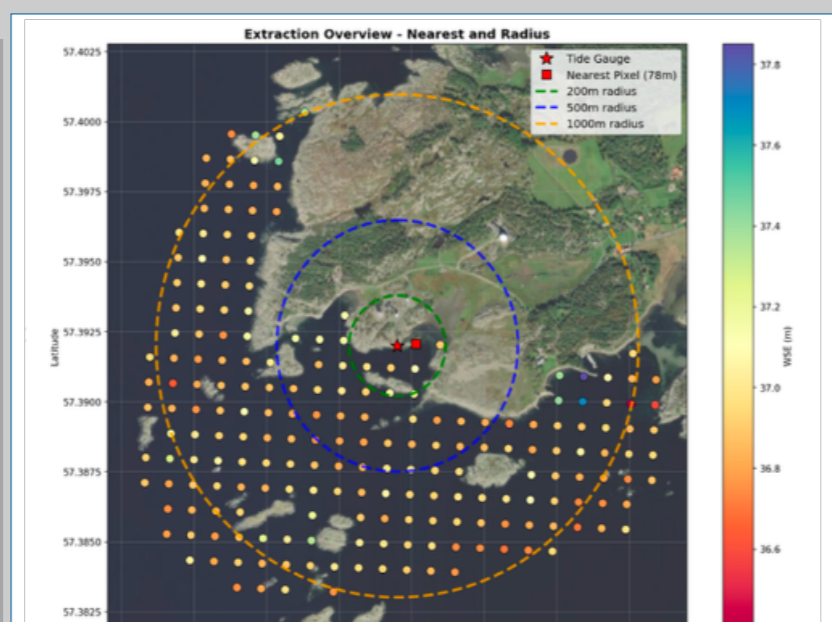 Extraction Overview - Nearest and Radius
Tide Gauge
Nearest Pixel (78m)
200m radius
500m radius
1000m radius
57.4025
57.4000
57.3975
57.3950
57.3925
57.3900
57.3875
57.3850
57.3825
Latitude
37.8
37.6
37.4
37.2
37.0
36.8
36.6
WSE (m)